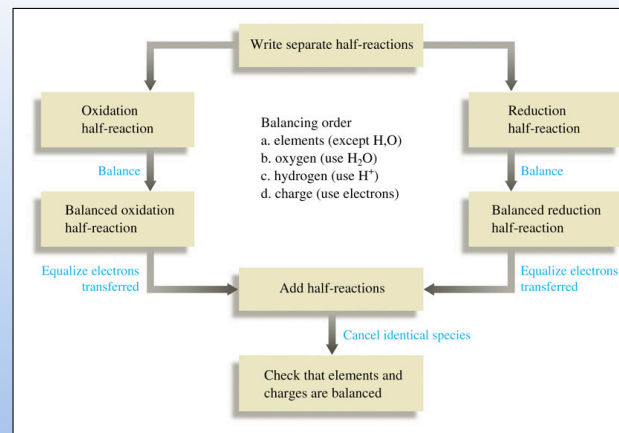 Write separate half-reactions
Oxidation
half-reaction
Balancing order
a. elements (except H,O)
b. oxygen (use H₂O)
c. hydrogen (use H⁺)
d. charge (use electrons)
Reduction
half-reaction
Balance
Balance
Balanced oxidation
half-reaction
Balanced reduction
half-reaction
Equalize electrons
transferred
Equalize electrons
transferred
Add half-reactions
Cancel identical species
Check that elements and
charges are balanced